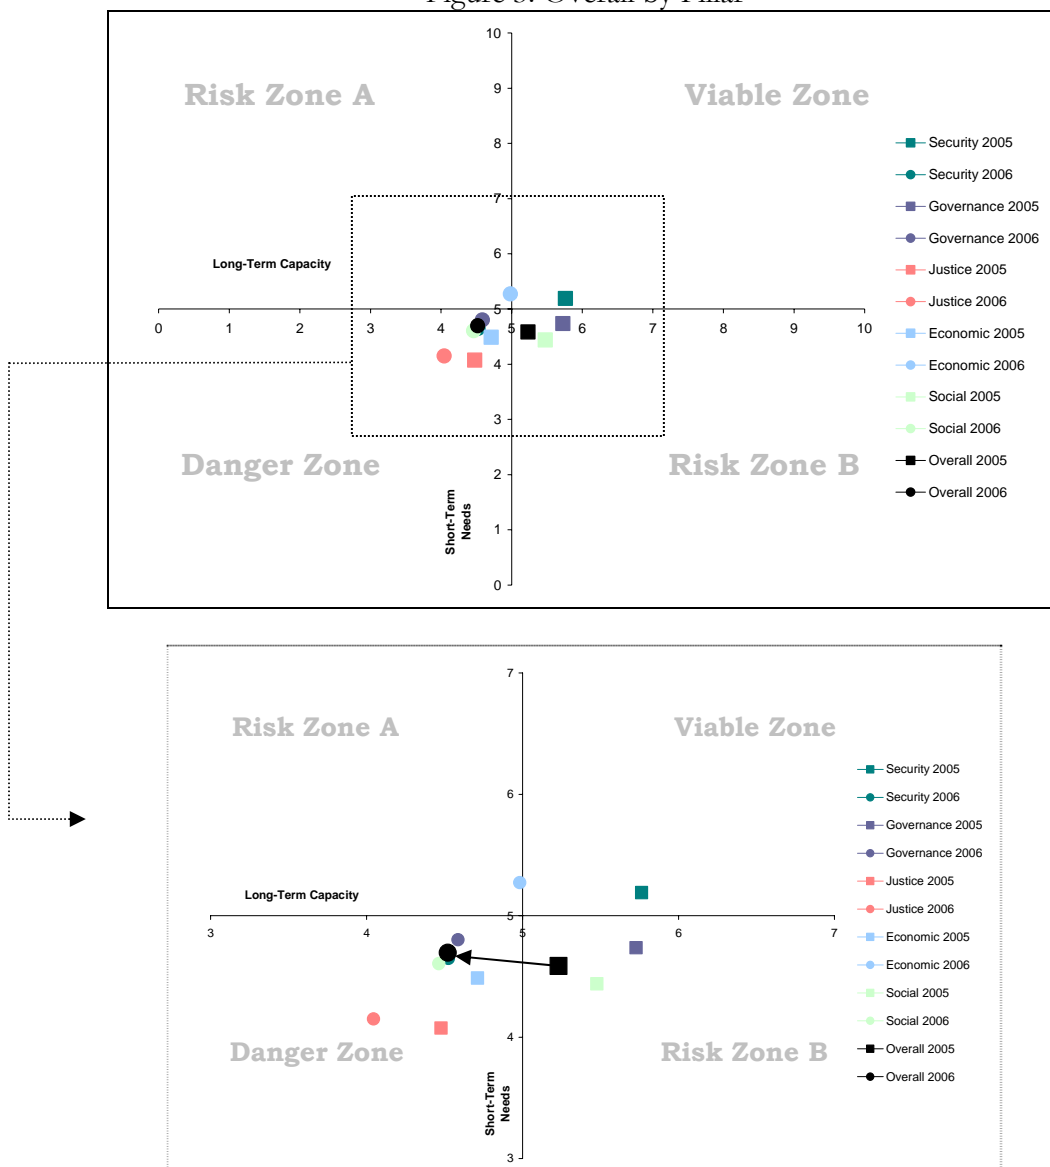 Figure 3: Overall by Pillar
10
Risk Zone A
Viable Zone
9
8
7
6
Long-Term Capacity
5
0 1 2 3 4 5 6 7 8 9 10
4
3
Danger Zone
Risk Zone B
2
Short-Term
Needs
1
0
Security 2005
Security 2006
Governance 2005
Governance 2006
Justice 2005
Justice 2006
Economic 2005
Economic 2006
Social 2005
Social 2006
Overall 2005
Overall 2006
7
Risk Zone A
Viable Zone
6
Long-Term Capacity
5
3 4 5 6 7
4
Danger Zone
Risk Zone B
Short-Term
Needs
3
Security 2005
Security 2006
Governance 2005
Governance 2006
Justice 2005
Justice 2006
Economic 2005
Economic 2006
Social 2005
Social 2006
Overall 2005
Overall 2006